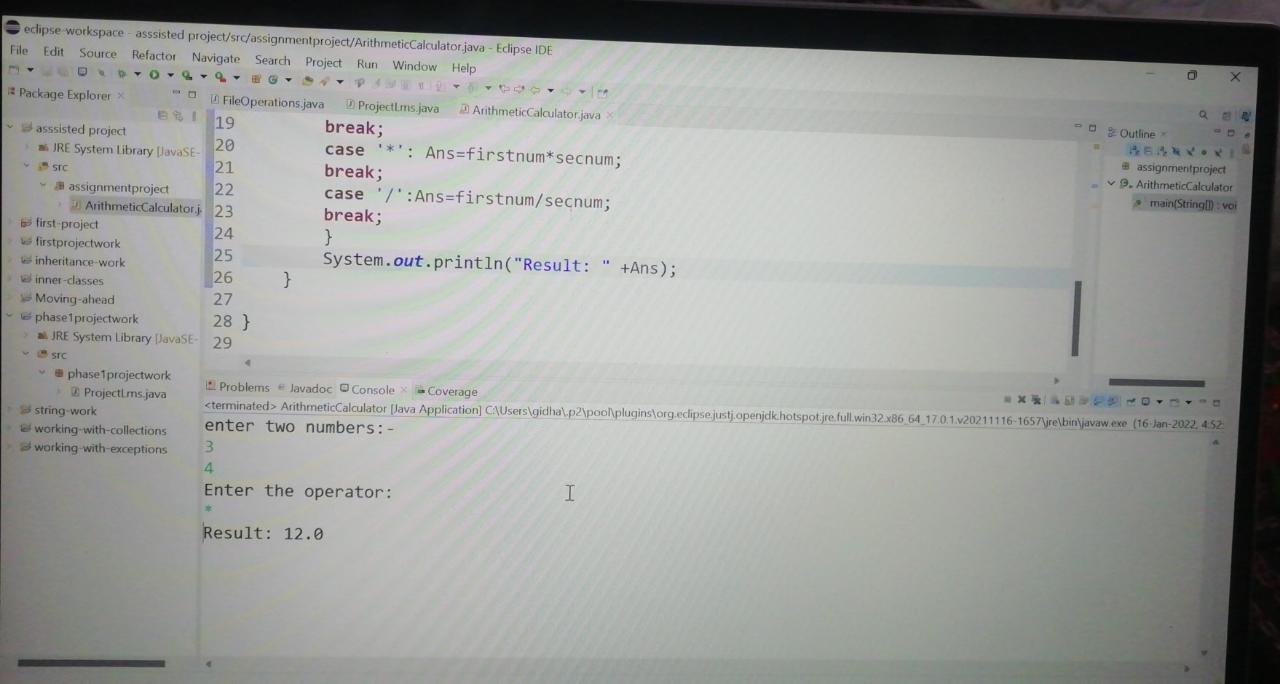 eclipse-workspace - asssisted project/src/assignmentproject/ArithmeticCalculator.java - Eclipse IDE
File Edit Source Refactor Navigate Search Project Run Window Help
Package Explorer
asssisted project
JRE System Library [JavaSE-
src
assignmentproject
ArithmeticCalculator.j
first-project
firstprojectwork
inheritance-work
inner-classes
Moving-ahead
phase1projectwork
JRE System Library [JavaSE-
src
phase1projectwork
ProjectLms.java
string-work
working-with-collections
working-with-exceptions
FileOperations.java ProjectLms.java ArithmeticCalculator.java
19 break;
20 case '*': Ans=firstnum*secnum;
21 break;
22 case '/':Ans=firstnum/secnum;
23 break;
24 }
25 System.out.println("Result: " +Ans);
26 }
27
28 }
29
Outline
assignmentproject
ArithmeticCalculator
main(String[]) : voi
Problems Javadoc Console Coverage
<terminated> ArithmeticCalculator [Java Application] C:\Users\gidha\.p2\pool\plugins\org.eclipse.justj.openjdk.hotspot.jre.full.win32.x86_64_17.0.1.v20211116-1657\jre\bin\javaw.exe (16-Jan-2022, 4:52:
enter two numbers:-
3
4
Enter the operator:
*
Result: 12.0